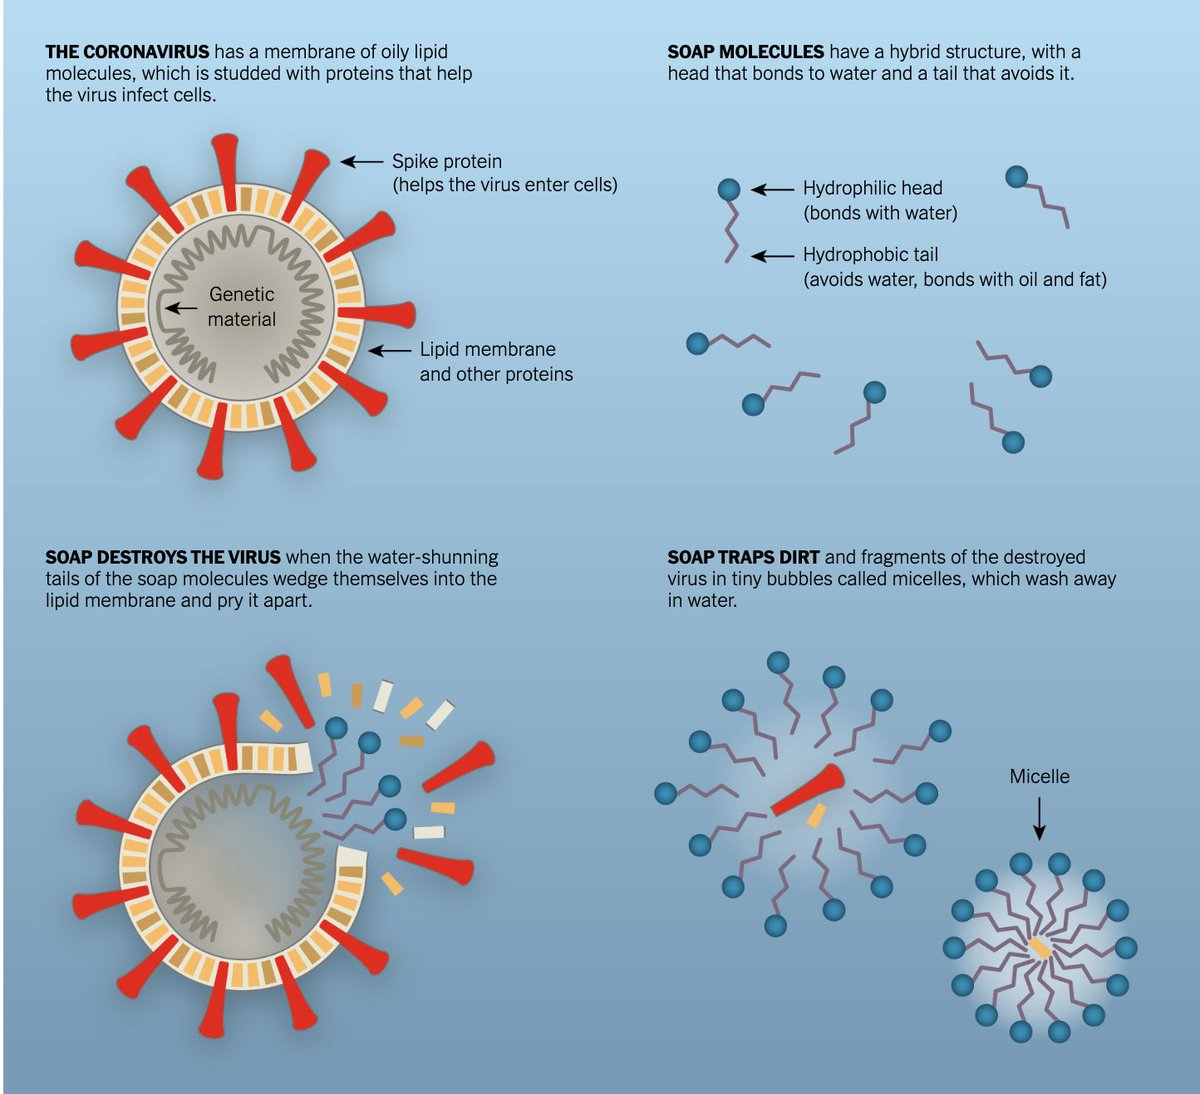 THE CORONAVIRUS has a membrane of oily lipid
molecules, which is studded with proteins that help
the virus infect cells.
Spike protein
(helps the virus enter cells)
Genetic
material
Lipid membrane
and other proteins
SOAP MOLECULES have a hybrid structure, with a
head that bonds to water and a tail that avoids it.
Hydrophilic head
(bonds with water)
Hydrophobic tail
(avoids water, bonds with oil and fat)
SOAP DESTROYS THE VIRUS when the water-shunning
tails of the soap molecules wedge themselves into the
lipid membrane and pry it apart.
SOAP TRAPS DIRT and fragments of the destroyed
virus in tiny bubbles called micelles, which wash away
in water.
Micelle